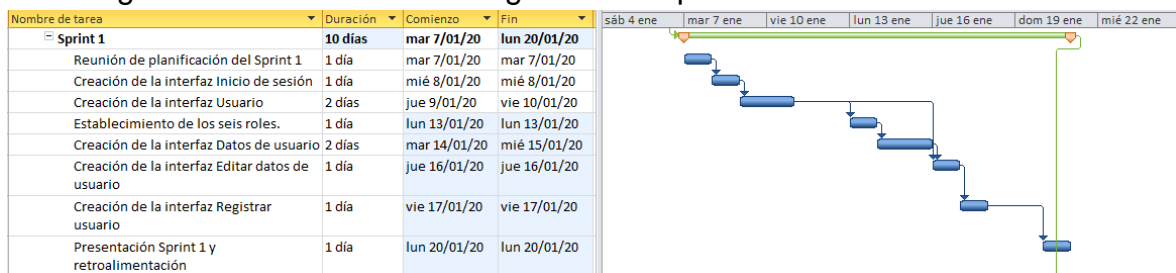 Nombre de tarea Duración Comienzo Fin sáb 4 ene mar 7 ene vie 10 ene lun 13 ene jue 16 ene dom 19 ene mié 22 ene
Sprint 1 10 días mar 7/01/20 lun 20/01/20
Reunión de planificación del Sprint 1 1 día mar 7/01/20 mar 7/01/20
Creación de la interfaz Inicio de sesión 1 día mié 8/01/20 mié 8/01/20
Creación de la interfaz Usuario 2 días jue 9/01/20 vie 10/01/20
Establecimiento de los seis roles. 1 día lun 13/01/20 lun 13/01/20
Creación de la interfaz Datos de usuario 2 días mar 14/01/20 mié 15/01/20
Creación de la interfaz Editar datos de 1 día jue 16/01/20 jue 16/01/20
usuario
Creación de la interfaz Registrar 1 día vie 17/01/20 vie 17/01/20
usuario
Presentación Sprint 1 y 1 día lun 20/01/20 lun 20/01/20
retroalimentación